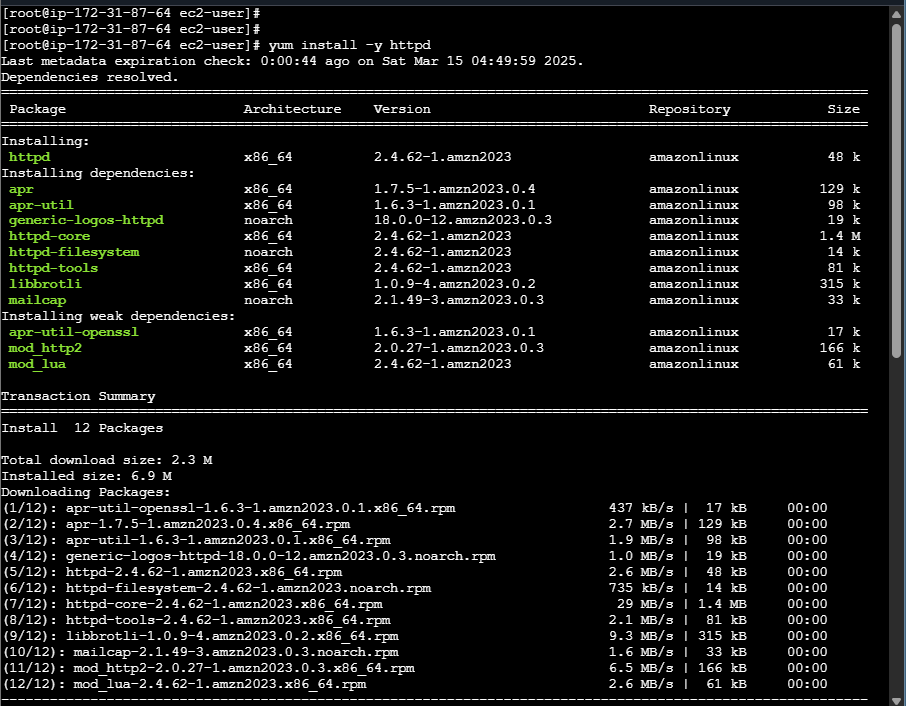 [root@ip-172-31-87-64 ec2-user]#
[root@ip-172-31-87-64 ec2-user]#
[root@ip-172-31-87-64 ec2-user]# yum install -y httpd
Last metadata expiration check: 0:00:44 ago on Sat Mar 15 04:49:59 2025.
Dependencies resolved.
Package Architecture Version Repository Size
Installing:
httpd x86_64 2.4.62-1.amzn2023 amazonlinux 48 k
Installing dependencies:
apr x86_64 1.7.5-1.amzn2023.0.4 amazonlinux 129 k
apr-util x86_64 1.6.3-1.amzn2023.0.1 amazonlinux 98 k
generic-logos-httpd noarch 18.0.0-12.amzn2023.0.3 amazonlinux 19 k
httpd-core x86_64 2.4.62-1.amzn2023 amazonlinux 1.4 M
httpd-filesystem noarch 2.4.62-1.amzn2023 amazonlinux 14 k
httpd-tools x86_64 2.4.62-1.amzn2023 amazonlinux 81 k
libbrotli x86_64 1.0.9-4.amzn2023.0.2 amazonlinux 315 k
mailcap noarch 2.1.49-3.amzn2023.0.3 amazonlinux 33 k
Installing weak dependencies:
apr-util-openssl x86_64 1.6.3-1.amzn2023.0.1 amazonlinux 17 k
mod_http2 x86_64 2.0.27-1.amzn2023.0.3 amazonlinux 166 k
mod_lua x86_64 2.4.62-1.amzn2023 amazonlinux 61 k
Transaction Summary
Install 12 Packages
Total download size: 2.3 M
Installed size: 6.9 M
Downloading Packages:
(1/12): apr-util-openssl-1.6.3-1.amzn2023.0.1.x86_64.rpm 437 kB/s | 17 kB 00:00
(2/12): apr-1.7.5-1.amzn2023.0.4.x86_64.rpm 2.7 MB/s | 129 kB 00:00
(3/12): apr-util-1.6.3-1.amzn2023.0.1.x86_64.rpm 1.9 MB/s | 98 kB 00:00
(4/12): generic-logos-httpd-18.0.0-12.amzn2023.0.3.noarch.rpm 1.0 MB/s | 19 kB 00:00
(5/12): httpd-2.4.62-1.amzn2023.x86_64.rpm 2.6 MB/s | 48 kB 00:00
(6/12): httpd-filesystem-2.4.62-1.amzn2023.noarch.rpm 735 kB/s | 14 kB 00:00
(7/12): httpd-core-2.4.62-1.amzn2023.x86_64.rpm 29 MB/s | 1.4 MB 00:00
(8/12): httpd-tools-2.4.62-1.amzn2023.x86_64.rpm 2.1 MB/s | 81 kB 00:00
(9/12): libbrotli-1.0.9-4.amzn2023.0.2.x86_64.rpm 9.3 MB/s | 315 kB 00:00
(10/12): mailcap-2.1.49-3.amzn2023.0.3.noarch.rpm 1.6 MB/s | 33 kB 00:00
(11/12): mod_http2-2.0.27-1.amzn2023.0.3.x86_64.rpm 6.5 MB/s | 166 kB 00:00
(12/12): mod_lua-2.4.62-1.amzn2023.x86_64.rpm 2.6 MB/s | 61 kB 00:00